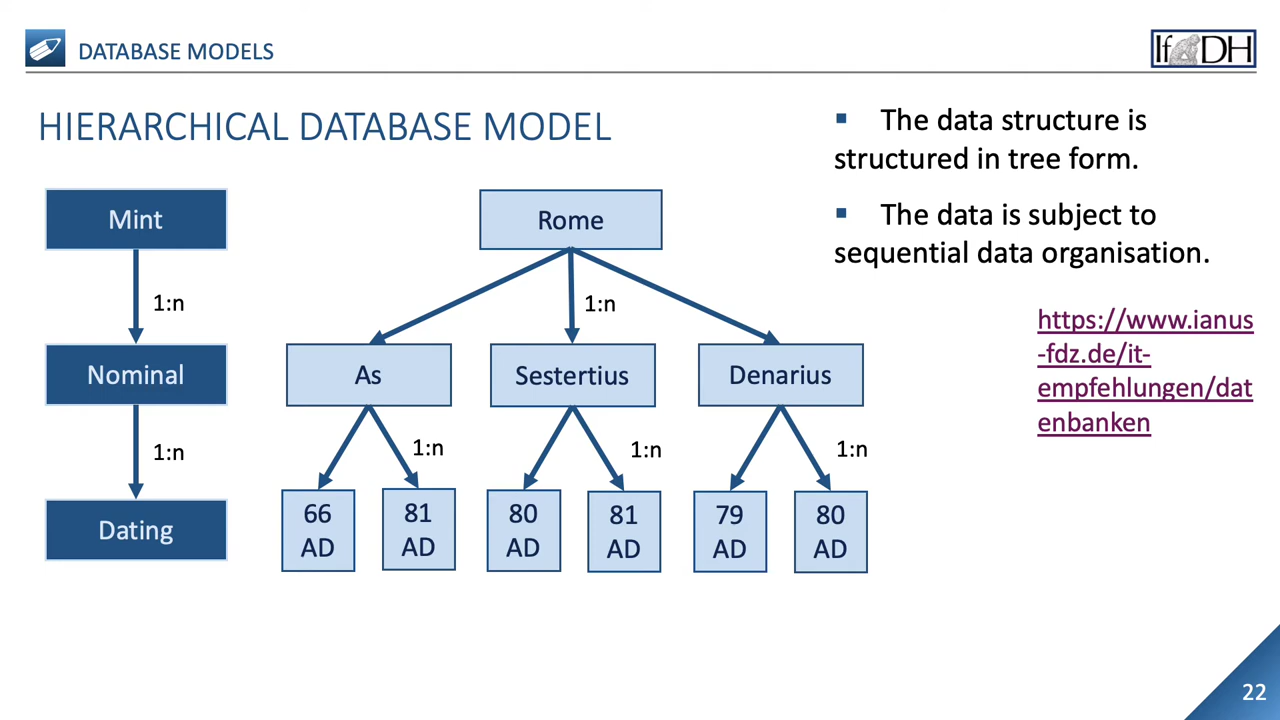 DATABASE MODELS
IfDH
HIERARCHICAL DATABASE MODEL
Mint
1:n
Nominal
1:n
Dating
Rome
1:n
As
Sestertius
Denarius
1:n
1:n
1:n
66
AD
81
AD
80
AD
81
AD
79
AD
80
AD
▪ The data structure is
structured in tree form.
▪ The data is subject to
sequential data organisation.
https://www.ianus
-fdz.de/it-
empfehlungen/dat
enbanken
22